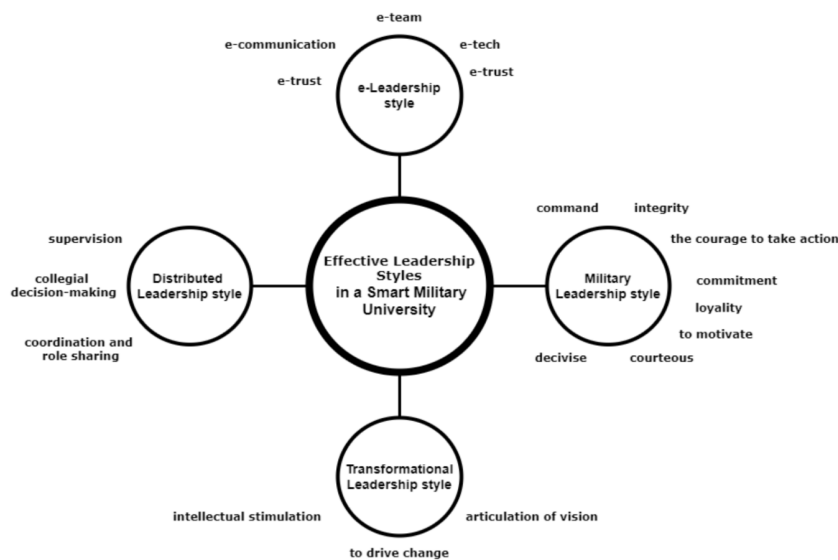 e-team
e-communication
e-tech
e-trust
e-trust
e-Leadership
style
command
integrity
supervision
the courage to take action
Effective Leadership
Styles
in a Smart Military
University
collegial
decision-making
Distributed
Leadership style
Military
Leadership style
commitment
loyality
to motivate
coordination and
role sharing
decivise
courteous
Transformational
Leadership style
intellectual stimulation
articulation of vision
to drive change